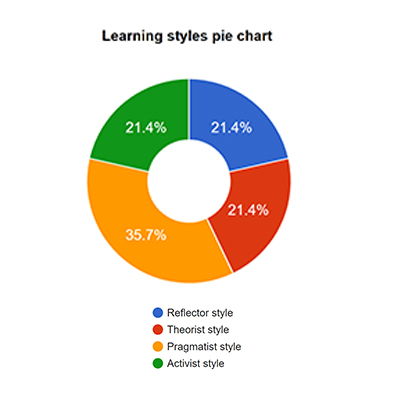 Learning styles pie chart
21.4% 21.4%
21.4%
35.7%
Reflector style
Theorist style
Pragmatist style
Activist style